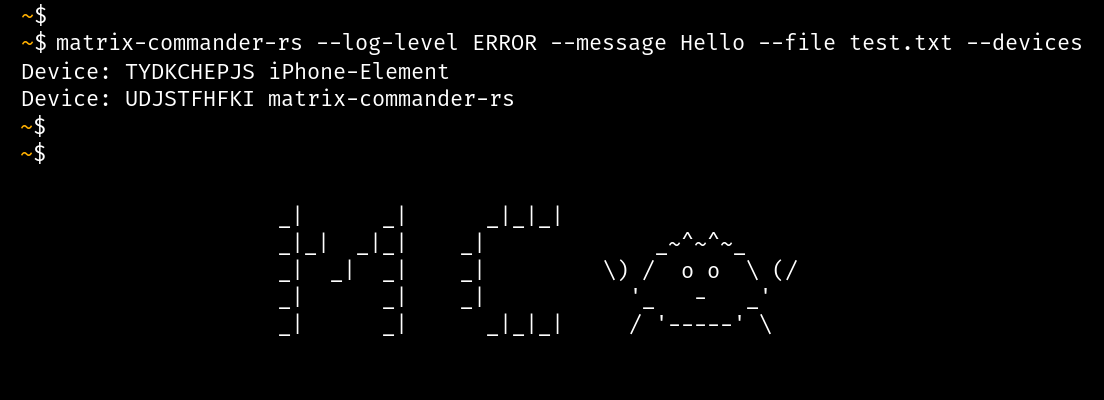 ~$
~$ matrix-commander-rs --log-level ERROR --message Hello --file test.txt --devices
Device: TYDKCHEPJS iPhone-Element
Device: UDJSTFHFKI matrix-commander-rs
~$
~$
_|      _|      _|_|_|
_|_|  _|_|    _|             _~^~^~_
_|  _|  _|    _|         \) /  o o  \ (/
_|      _|    _|           '_   -   _'
_|      _|      _|_|_|     / '-----' \